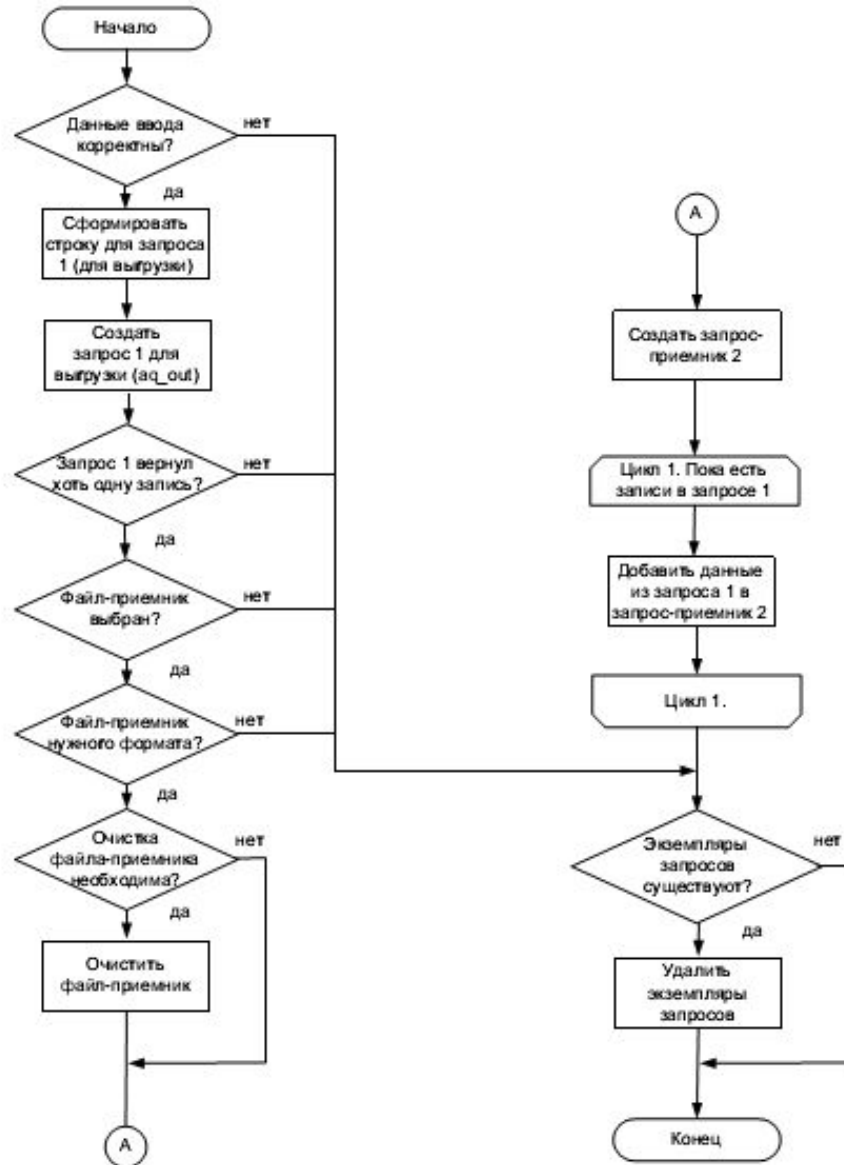 Начало
Данные ввода
корректны?
нет
да
Сформировать
строку для запроса
1 (для выгрузки)
Создать
запрос 1 для
выгрузки (aq_out)
Запрос 1 вернул
хоть одну запись?
нет
да
Файл-приемник
выбран?
нет
да
Файл-приемник
нужного формата?
нет
да
Очистка
файла-приемника
необходима?
нет
да
Очистить
файл-приемник
А
А
Создать запрос-
приемник 2
Цикл 1. Пока есть
записи в запросе 1
Добавить данные
из запроса 1 в
запрос-приемник 2
Цикл 1.
Экземпляры
запросов
существуют?
нет
да
Удалить
экземпляры
запросов
Конец